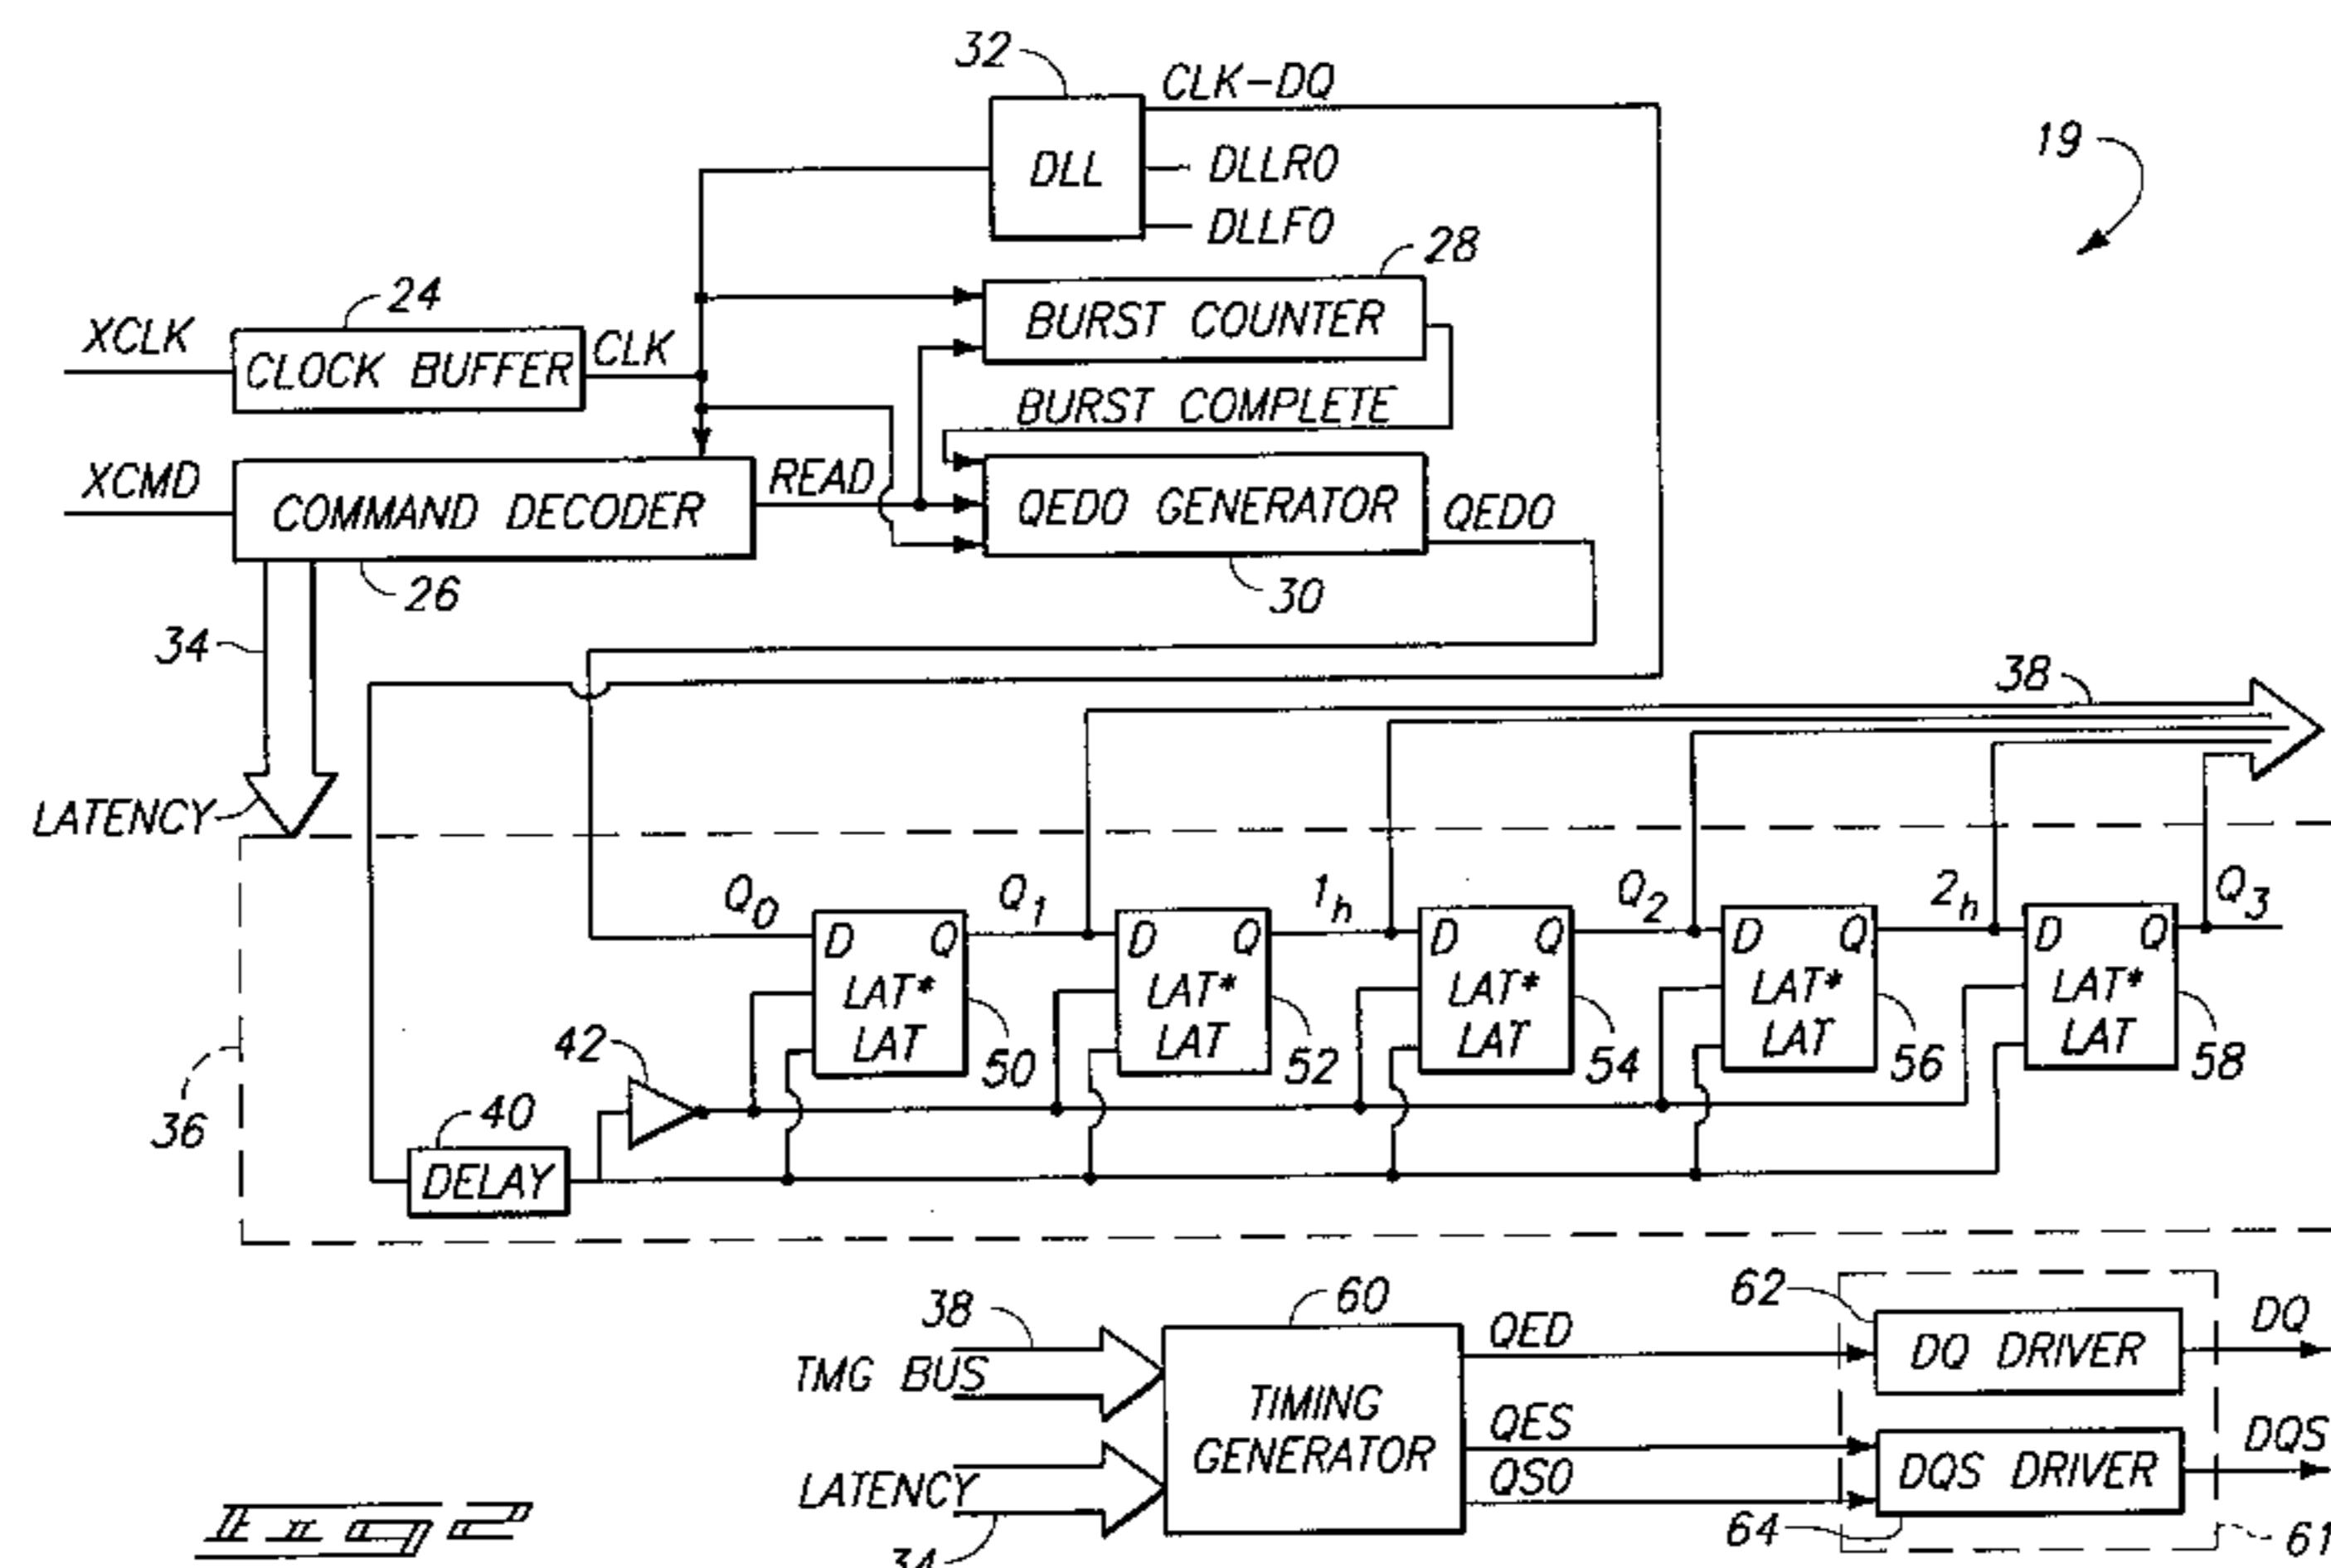 32
CLK-DQ
19
DLL
DLLR0
DLLF0
28
24
XCLK
CLOCK BUFFER
CLK
BURST COUNTER
BURST COMPLETE
XCMD
COMMAND DECODER
READ
QED0 GENERATOR
QED0
26
30
34
38
LATENCY
Q0
Q1
1h
Q2
2h
Q3
D Q
LAT*
LAT
50
D Q
LAT*
LAT
52
D Q
LAT*
LAT
54
D Q
LAT*
LAT
56
D Q
LAT*
LAT
58
42
36
40
DELAY
38
60
62
TMG BUS
QED
DQ DRIVER
DQ
TIMING
GENERATOR
QES
DQS
LATENCY
QS0
DQS DRIVER
34
64
61